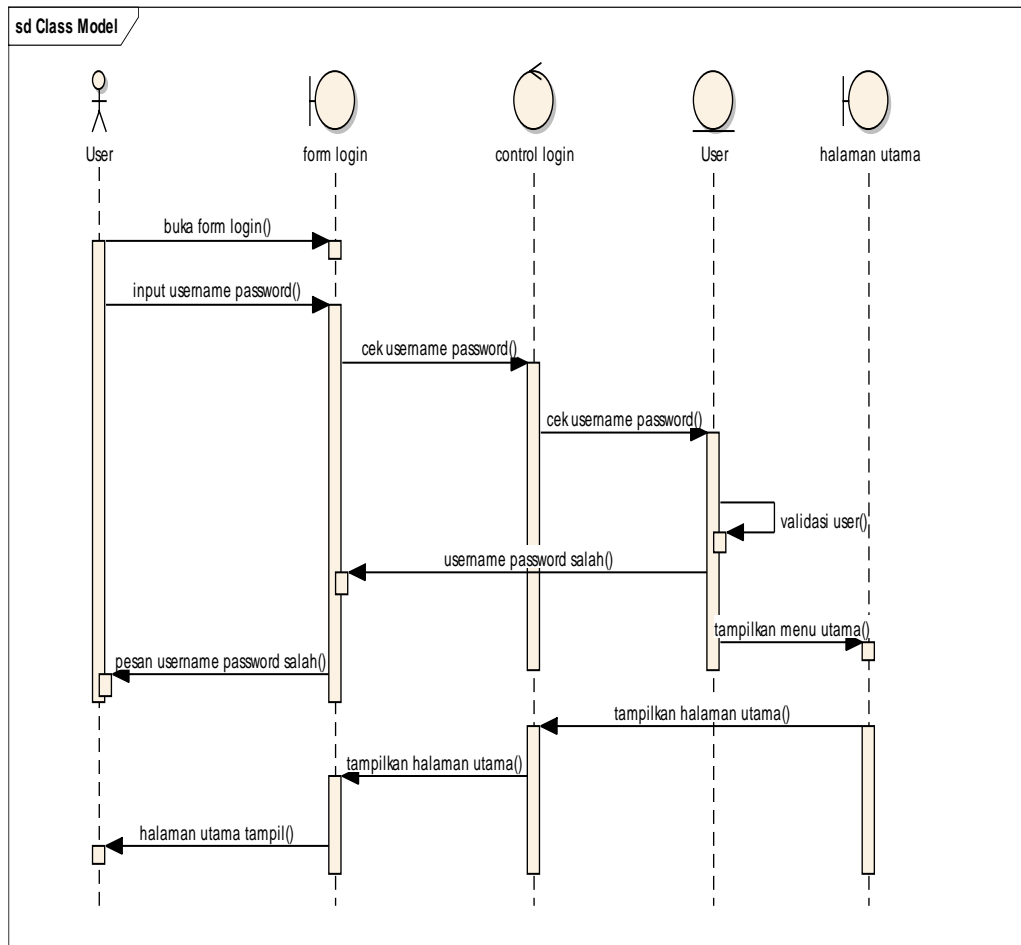 sd Class Model
User
form login
control login
User
halaman utama
buka form login()
input username password()
cek username password()
cek username password()
validasi user()
username password salah()
tampilkan menu utama()
pesan username password salah()
tampilkan halaman utama()
tampilkan halaman utama()
halaman utama tampil()